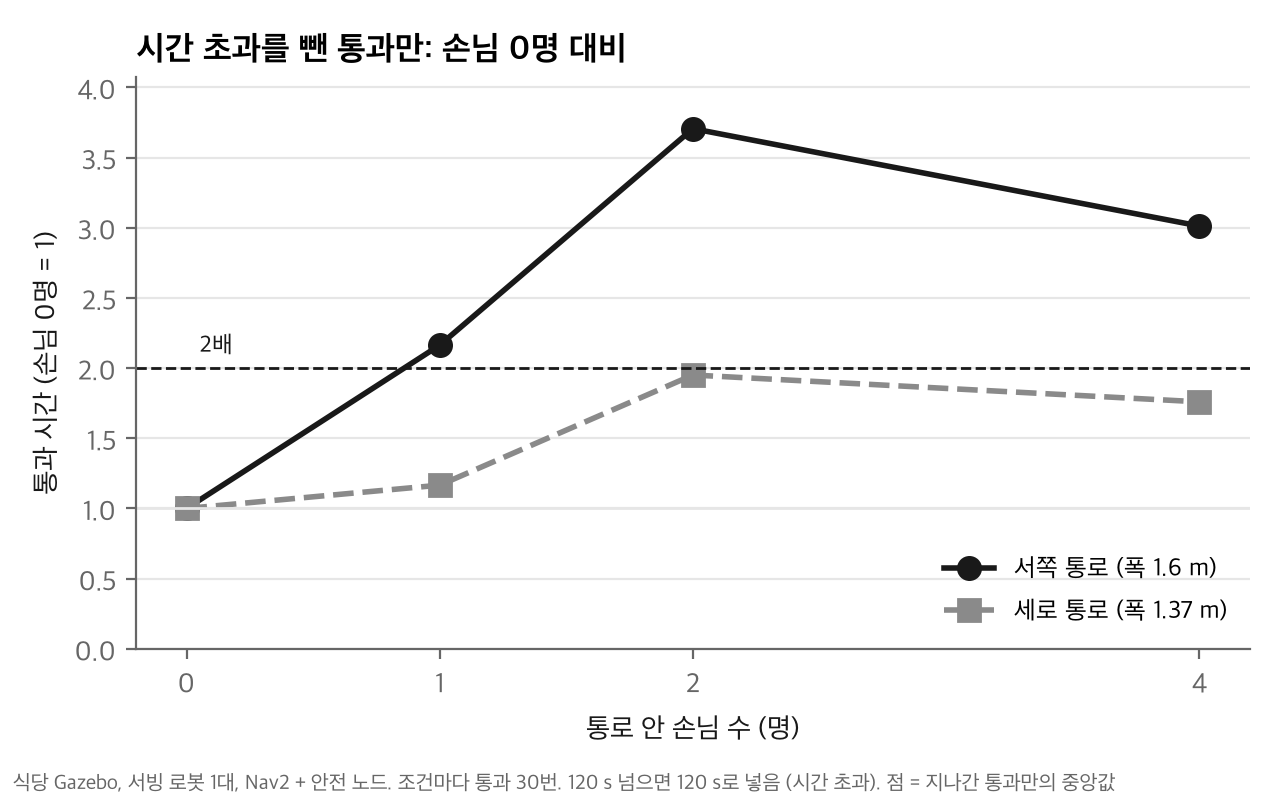 시간 초과를 뺀 통과만: 손님 0명 대비
통과 시간 (손님 0명 = 1)
4.0
3.5
3.0
2.5
2.0
1.5
1.0
0.5
0.0
2배
서쪽 통로 (폭 1.6 m)
세로 통로 (폭 1.37 m)
0
1
2
4
통로 안 손님 수 (명)
식당 Gazebo, 서빙 로봇 1대, Nav2 + 안전 노드. 조건마다 통과 30번. 120 s 넘으면 120 s로 넣음 (시간 초과). 점 = 지나간 통과만의 중앙값